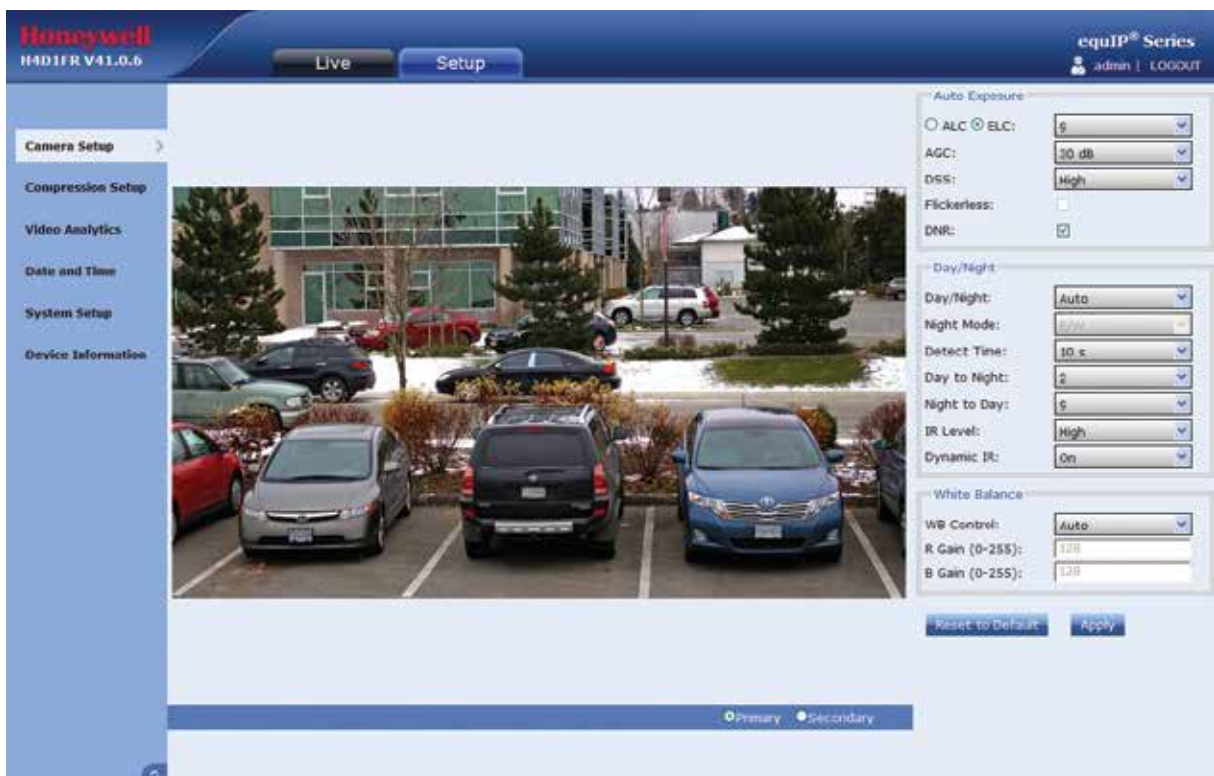 Honeywell
H4D1FR V41.0.6
Live
Setup
equIP® Series
admin | LOGOUT
Camera Setup
Compression Setup
Video Analytics
Date and Time
System Setup
Device Information
Auto Exposure
ALC ELC:
AGC:
DSS: High
Flickerless:
DNR:
Day/Night
Day/Night: Auto
Night Mode: B/W
Detect Time: 10 s
Day to Night: 2
Night to Day:
IR Level: High
Dynamic IR: On
White Balance
WB Control: Auto
R Gain (0-255): 128
B Gain (0-255): 128
Reset to Default
Apply
Primary Secondary